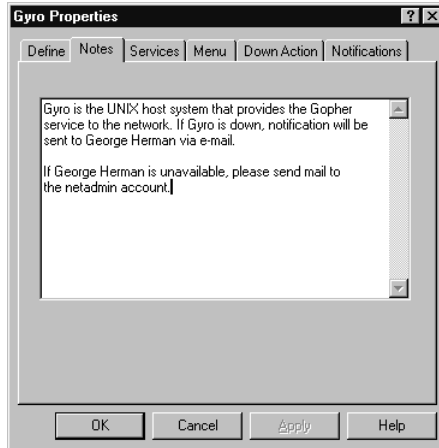 Gyro Properties
Define Notes Services Menu Down Action Notifications
Gyro is the UNIX host system that provides the Gopher
service to the network. If Gyro is down, notification will be
sent to George Herman via e-mail.
If George Herman is unavailable, please send mail to
the netadmin account.
OK Cancel Apply Help